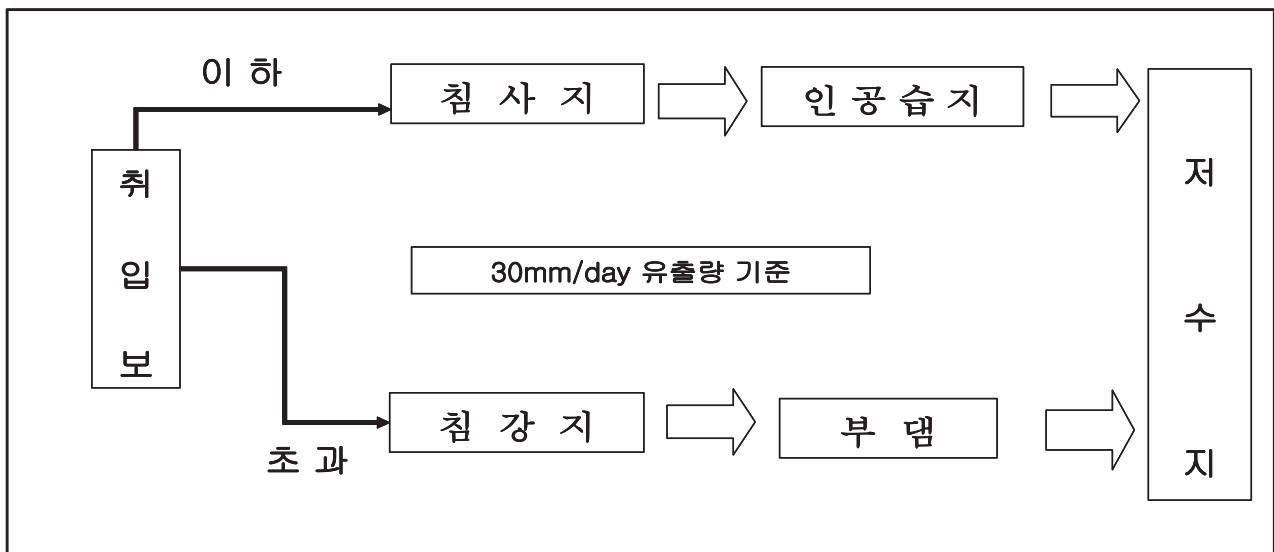 이 하
침 사 지
인 공 습 지
취 입 보
저 수 지
30mm/day 유출량 기준
침 강 지
부 댐
초 과